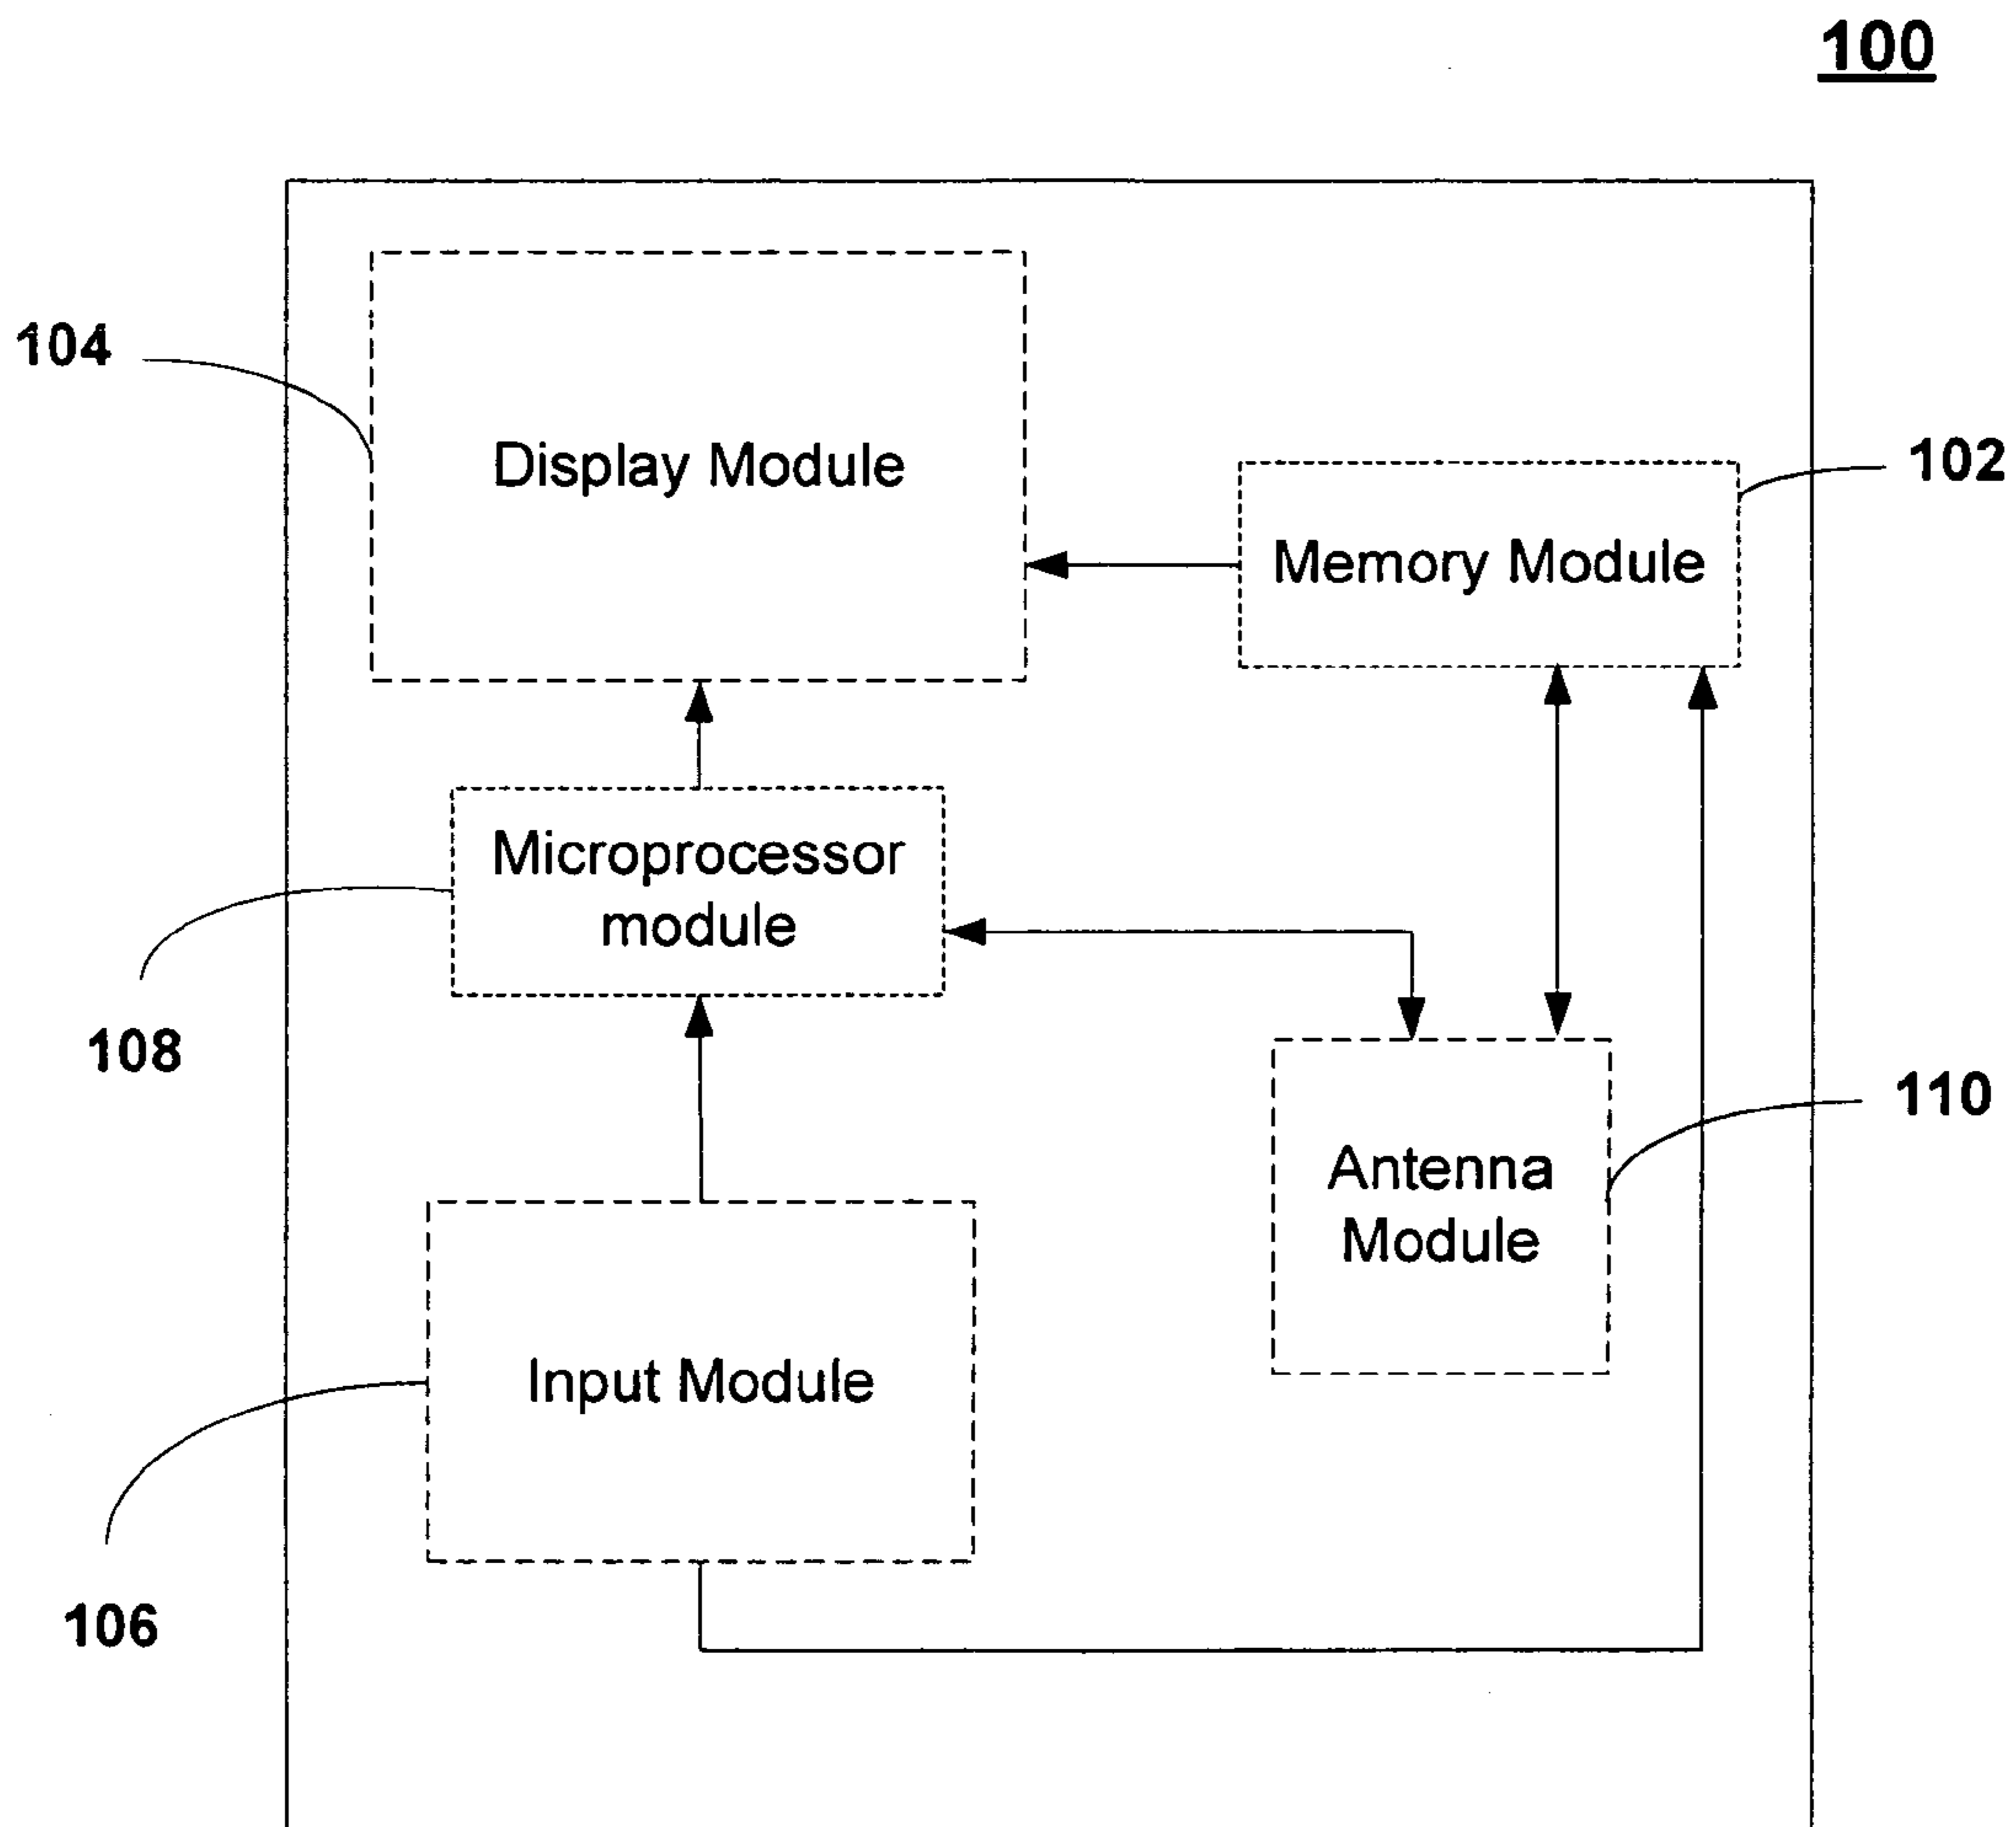 100
104
Display Module
102
Memory Module
Microprocessor
module
108
110
Antenna
Module
Input Module
106